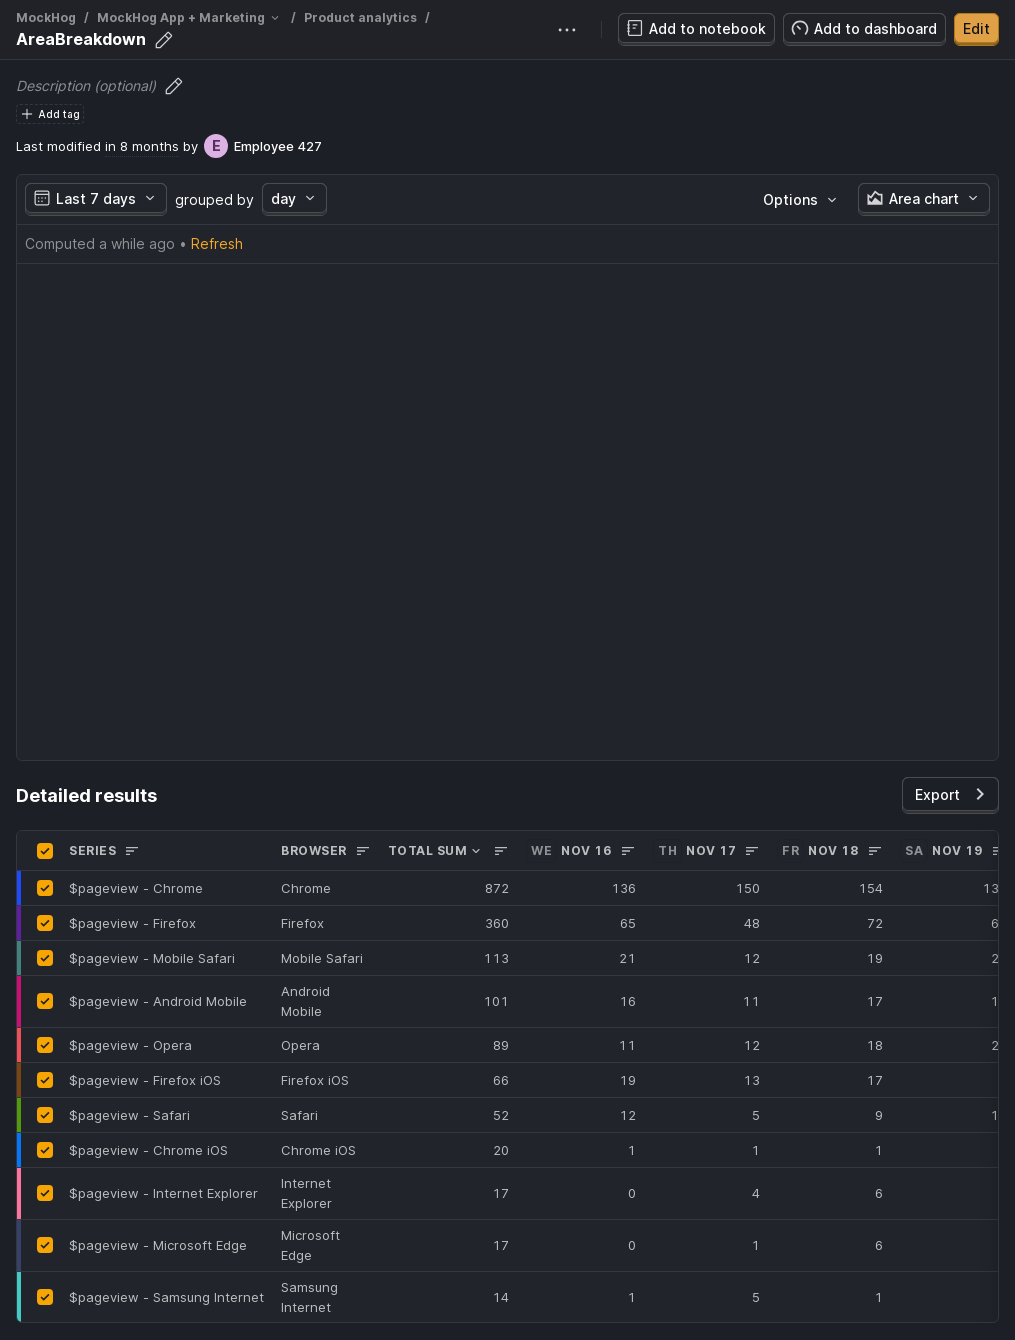 MockHog / MockHog App + Marketing / Product analytics /
AreaBreakdown
Add to notebook
Add to dashboard
Edit
Description (optional)
Add tag
Last modified in 8 months by E Employee 427
Last 7 days grouped by day
Options
Area chart
Computed a while ago • Refresh
Detailed results
Export
SERIES BROWSER TOTAL SUM WE NOV 16 TH NOV 17 FR NOV 18 SA NOV 19
$pageview - Chrome Chrome 872 136 150 154 13
$pageview - Firefox Firefox 360 65 48 72 6
$pageview - Mobile Safari Mobile Safari 113 21 12 19 2
$pageview - Android Mobile Android Mobile 101 16 11 17 1
$pageview - Opera Opera 89 11 12 18 2
$pageview - Firefox iOS Firefox iOS 66 19 13 17
$pageview - Safari Safari 52 12 5 9 1
$pageview - Chrome iOS Chrome iOS 20 1 1 1
$pageview - Internet Explorer Internet Explorer 17 0 4 6
$pageview - Microsoft Edge Microsoft Edge 17 0 1 6
$pageview - Samsung Internet Samsung Internet 14 1 5 1